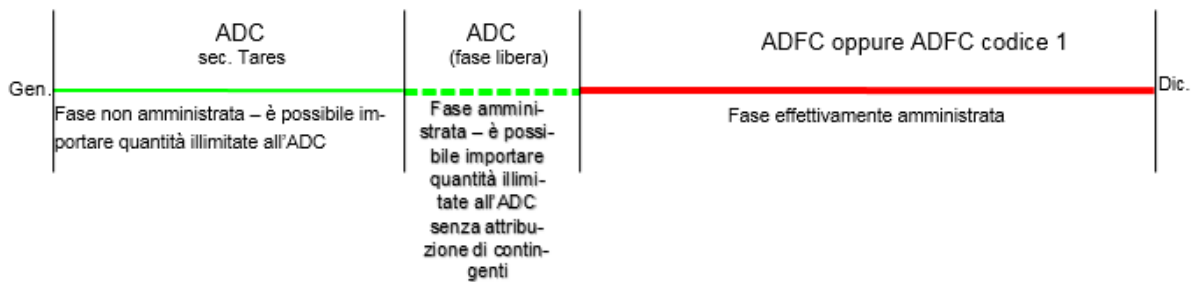 ADC
sec. Tares
ADC
(fase libera)
ADFC oppure ADFC codice 1
Gen.
Dic.
Fase non amministrata – è possibile im-
portare quantità illimitate all'ADC
Fase ammini-
strata – è possi-
bile importare
quantità illimi-
tate all'ADC
senza attribu-
zione di contin-
genti
Fase effettivamente amministrata